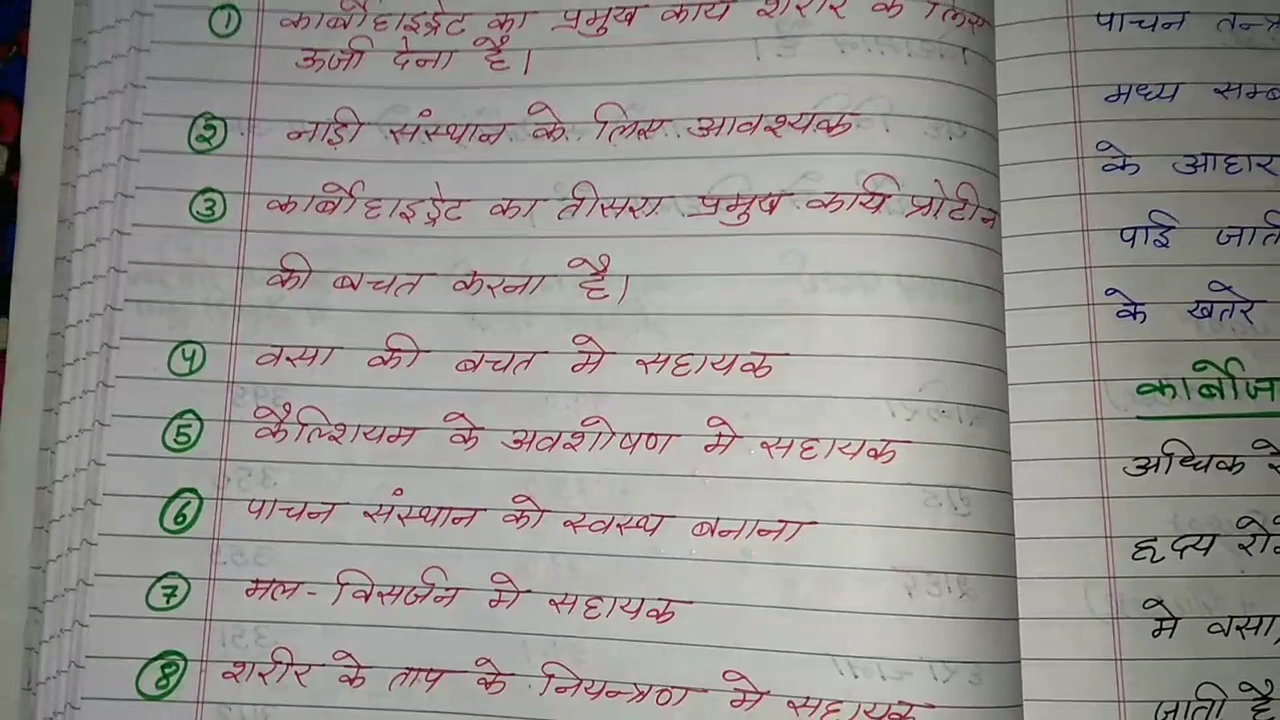 ① कार्बोहाइड्रेट का प्रमुख कार्य शरीर के लिए
ऊर्जा देना है।
② नाड़ी संस्थान के लिए आवश्यक
③ कार्बोहाइड्रेट का तीसरा प्रमुख कार्य प्रोटीन
की बचत करना है।
④ वसा की बचत मे सहायक
⑤ कैल्शियम के अवशोषण मे सहायक
⑥ पाचन संस्थान को स्वस्थ बनाना
⑦ मल-विसर्जन मे सहायक
⑧ शरीर के ताप के नियन्त्रण मे सहायक
पाचन
मध्य
के आहार
पाई
के खतरे
अधिक
मे वसा
जाती है